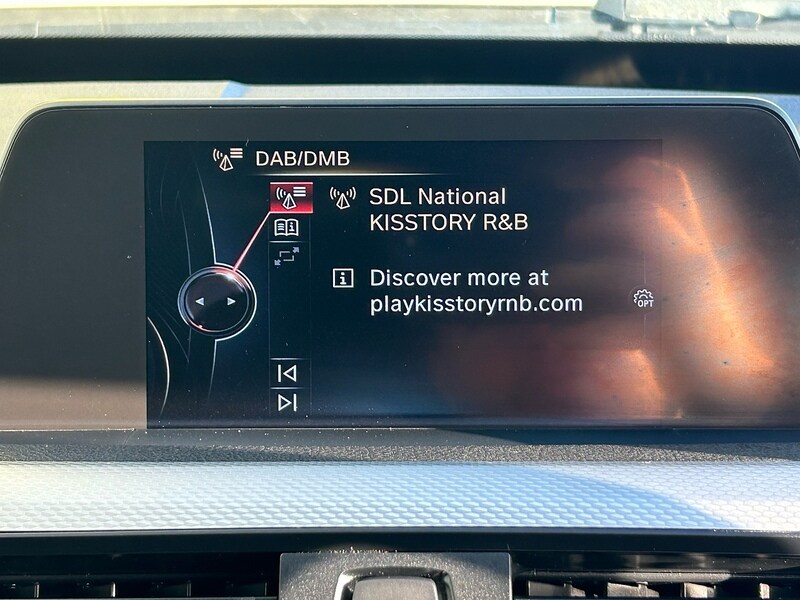 DAB/DMB
SDL National
KISSTORY R&B
Discover more at
playkisstoryrnb.com
OPT